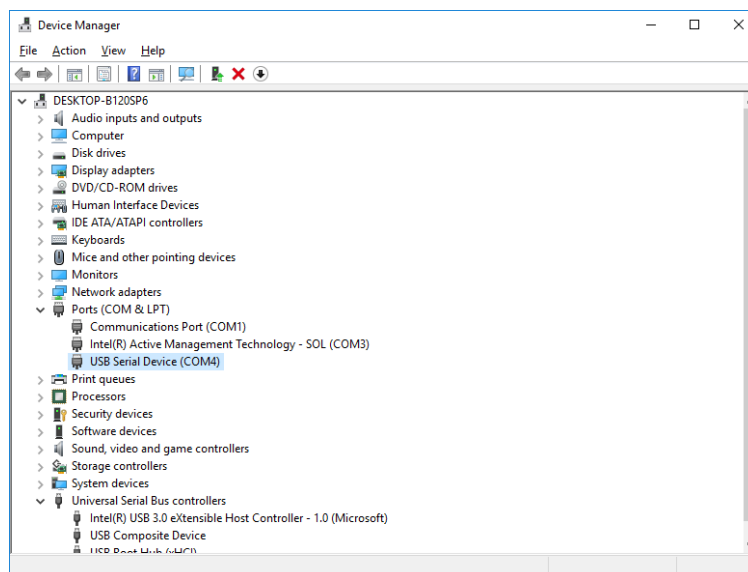 Device Manager
File Action View Help
DESKTOP-B120SP6
Audio inputs and outputs
Computer
Disk drives
Display adapters
DVD/CD-ROM drives
Human Interface Devices
IDE ATA/ATAPI controllers
Keyboards
Mice and other pointing devices
Monitors
Network adapters
Ports (COM & LPT)
Communications Port (COM1)
Intel(R) Active Management Technology - SOL (COM3)
USB Serial Device (COM4)
Print queues
Processors
Security devices
Software devices
Sound, video and game controllers
Storage controllers
System devices
Universal Serial Bus controllers
Intel(R) USB 3.0 eXtensible Host Controller - 1.0 (Microsoft)
USB Composite Device
USB Root Hub (xHCI)